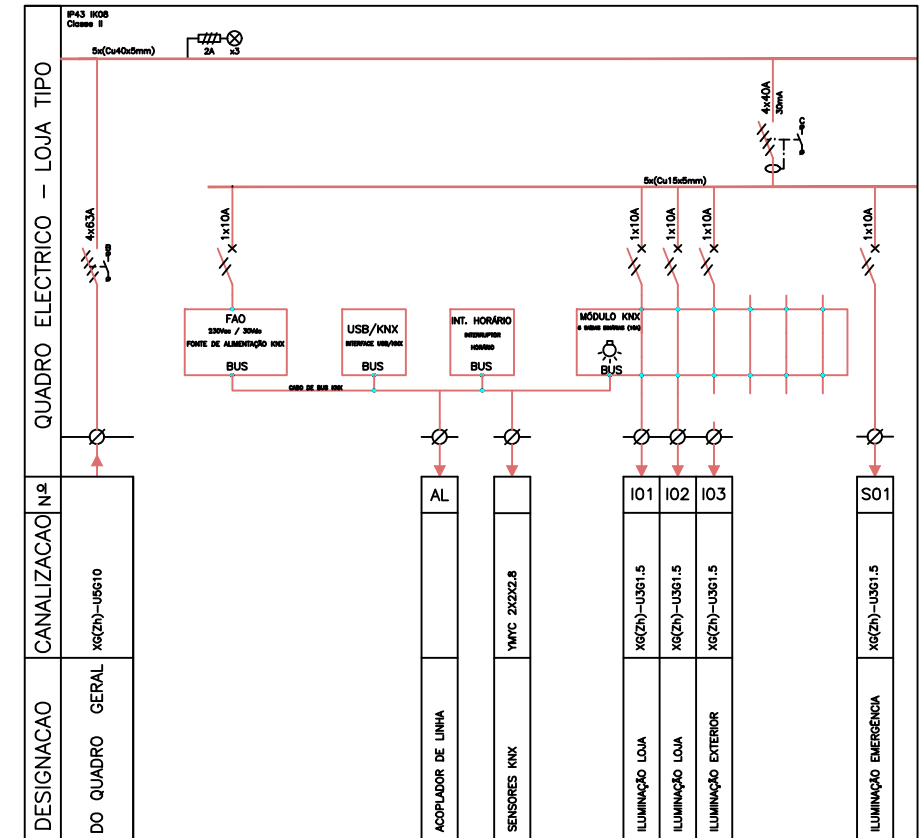 IP43 IK08
Classe II
5x(Cu40x5mm)
2A
x3
QUADRO ELECTRICO - LOJA TIPO
4x63A
4x40A
30mA
5x(Cu15x5mm)
1x10A
1x10A
1x10A
1x10A
1x10A
FAO
230Vac / 30Vdc
FONTE DE ALIMENTAÇÃO KNX
BUS
USB/KNX
INTERFACE USB/KNX
BUS
INT. HORÁRIO
INTERRUPTOR
HORÁRIO
BUS
MÓDULO KNX
6 SAIDAS BINÁRIAS (10A)
BUS
CABO DE BUS KNX
Nº
AL
I01
I02
I03
S01
CANALIZACAO
XG(Zh)-U5G10
YMYC 2X2X2.8
XG(Zh)-U3G1.5
XG(Zh)-U3G1.5
XG(Zh)-U3G1.5
XG(Zh)-U3G1.5
DESIGNACAO
DO QUADRO GERAL
ACOPLADOR DE LINHA
SENSORES KNX
ILUMINAÇÃO LOJA
ILUMINAÇÃO LOJA
ILUMINAÇÃO EXTERIOR
ILUMINAÇÃO EMERGÊNCIA